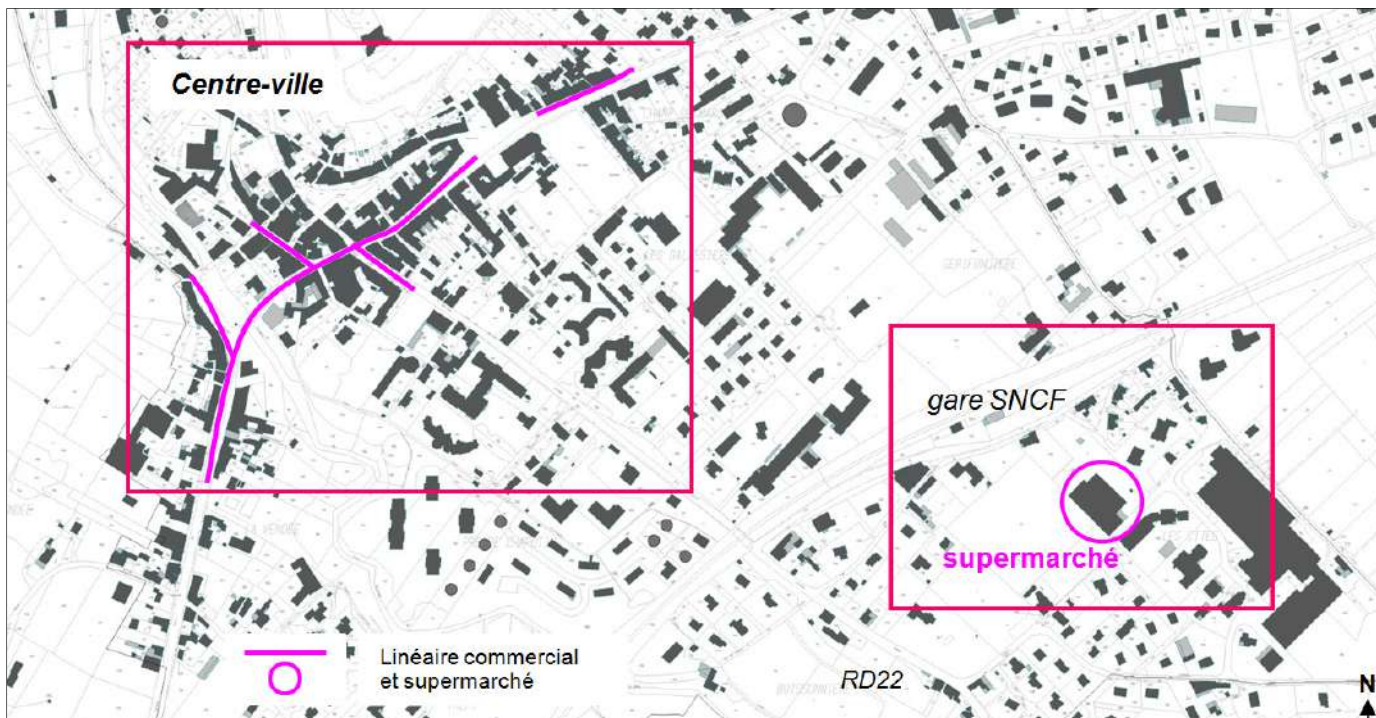 Centre-ville
gare SNCF
supermarché
Linéaire commercial
et supermarché
RD22
N